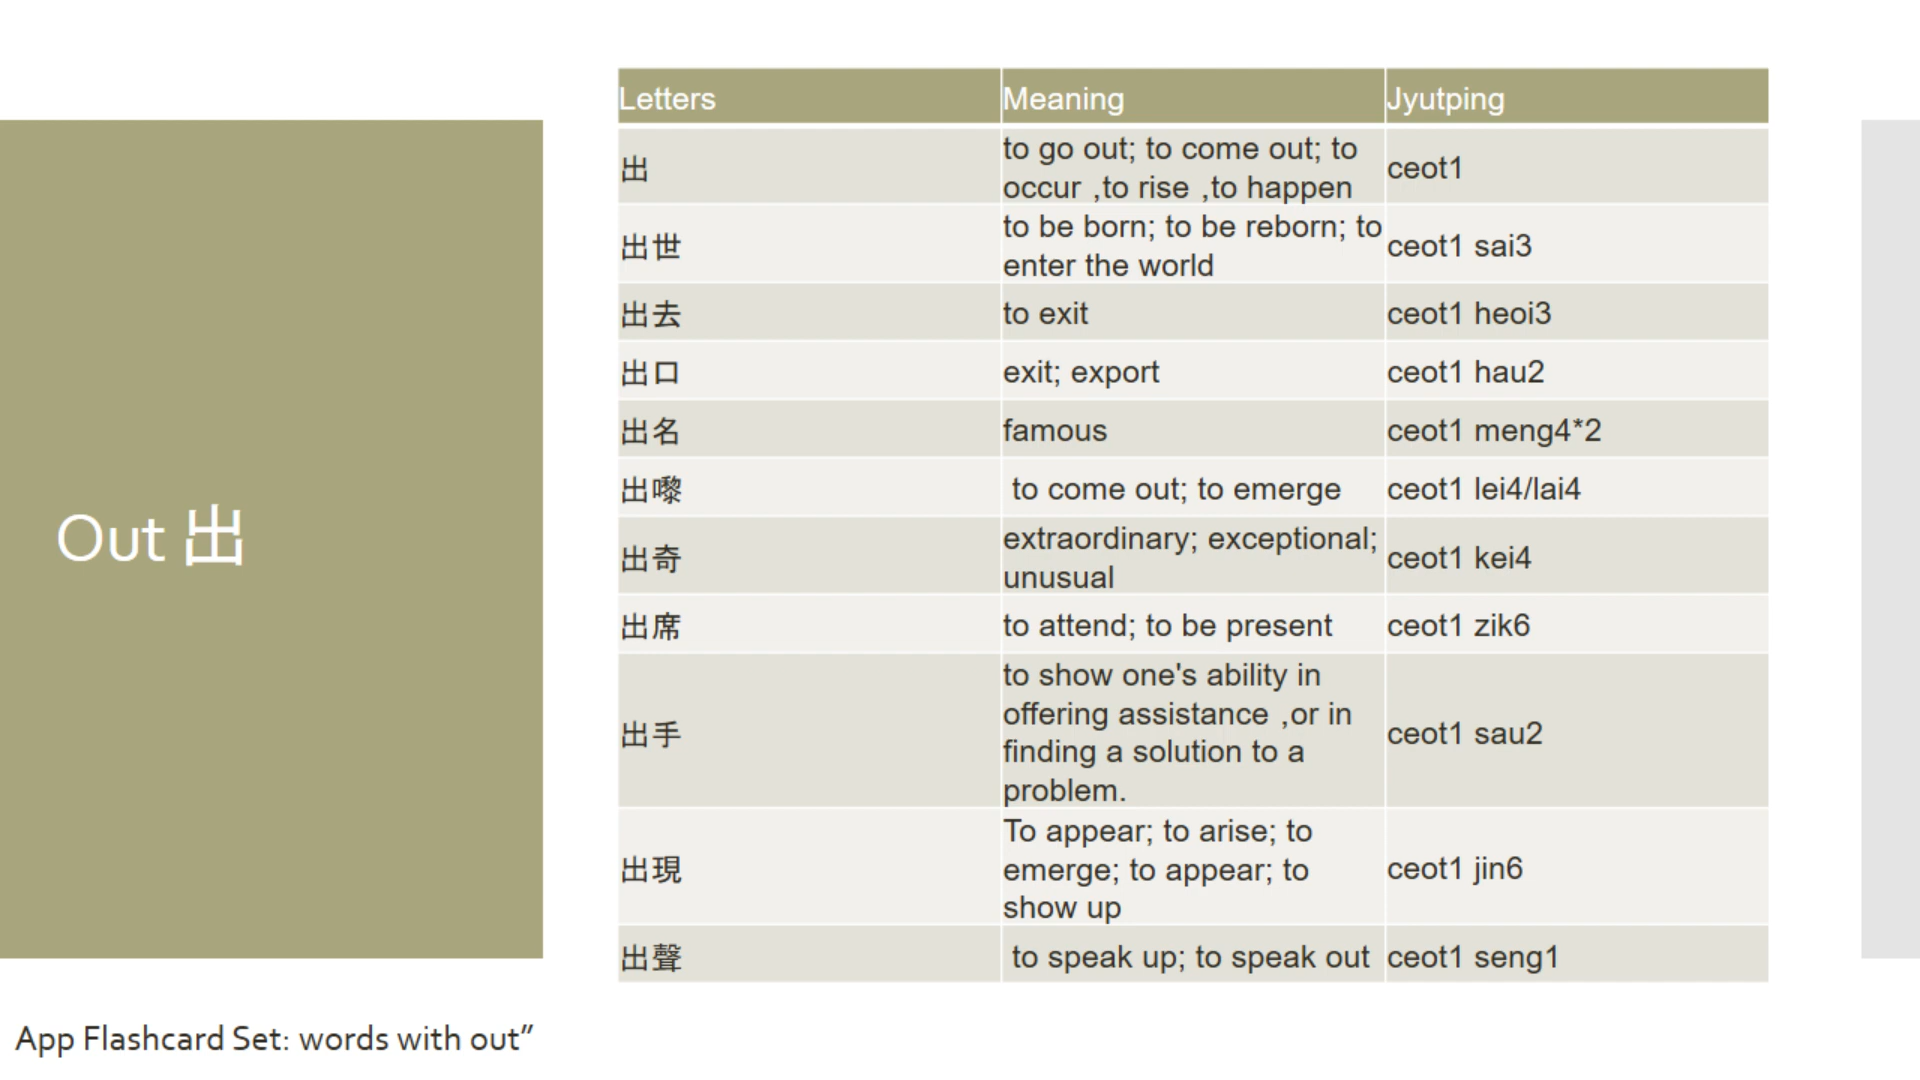 Out 出
Letters Meaning Jyutping
出 to go out; to come out; to occur ,to rise ,to happen ceot1
出世 to be born; to be reborn; to enter the world ceot1 sai3
出去 to exit ceot1 heoi3
出口 exit; export ceot1 hau2
出名 famous ceot1 meng4*2
出嚟 to come out; to emerge ceot1 lei4/lai4
出奇 extraordinary; exceptional; unusual ceot1 kei4
出席 to attend; to be present ceot1 zik6
出手 to show one's ability in offering assistance ,or in finding a solution to a problem. ceot1 sau2
出現 To appear; to arise; to emerge; to appear; to show up ceot1 jin6
出聲 to speak up; to speak out ceot1 seng1
App Flashcard Set: words with out”